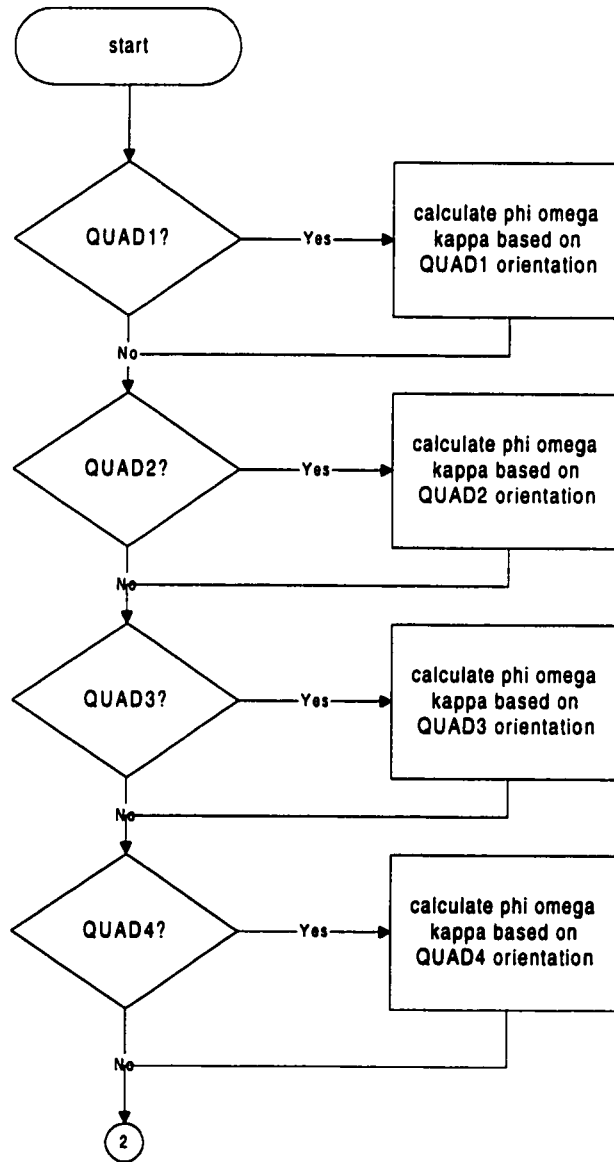 start
QUAD1?
Yes
calculate phi omega
kappa based on
QUAD1 orientation
No
QUAD2?
Yes
calculate phi omega
kappa based on
QUAD2 orientation
No
QUAD3?
Yes
calculate phi omega
kappa based on
QUAD3 orientation
No
QUAD4?
Yes
calculate phi omega
kappa based on
QUAD4 orientation
No
2